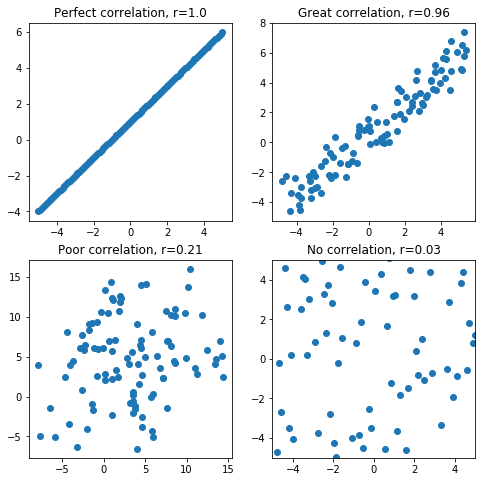 Perfect correlation, r=1.0
6
4
2
0
−2
−4
−4 −2 0 2 4
Great correlation, r=0.96
8
6
4
2
0
−2
−4
−4 −2 0 2 4
Poor correlation, r=0.21
15
10
5
0
−5
−5 0 5 10 15
No correlation, r=0.03
4
2
0
−2
−4
−4 −2 0 2 4